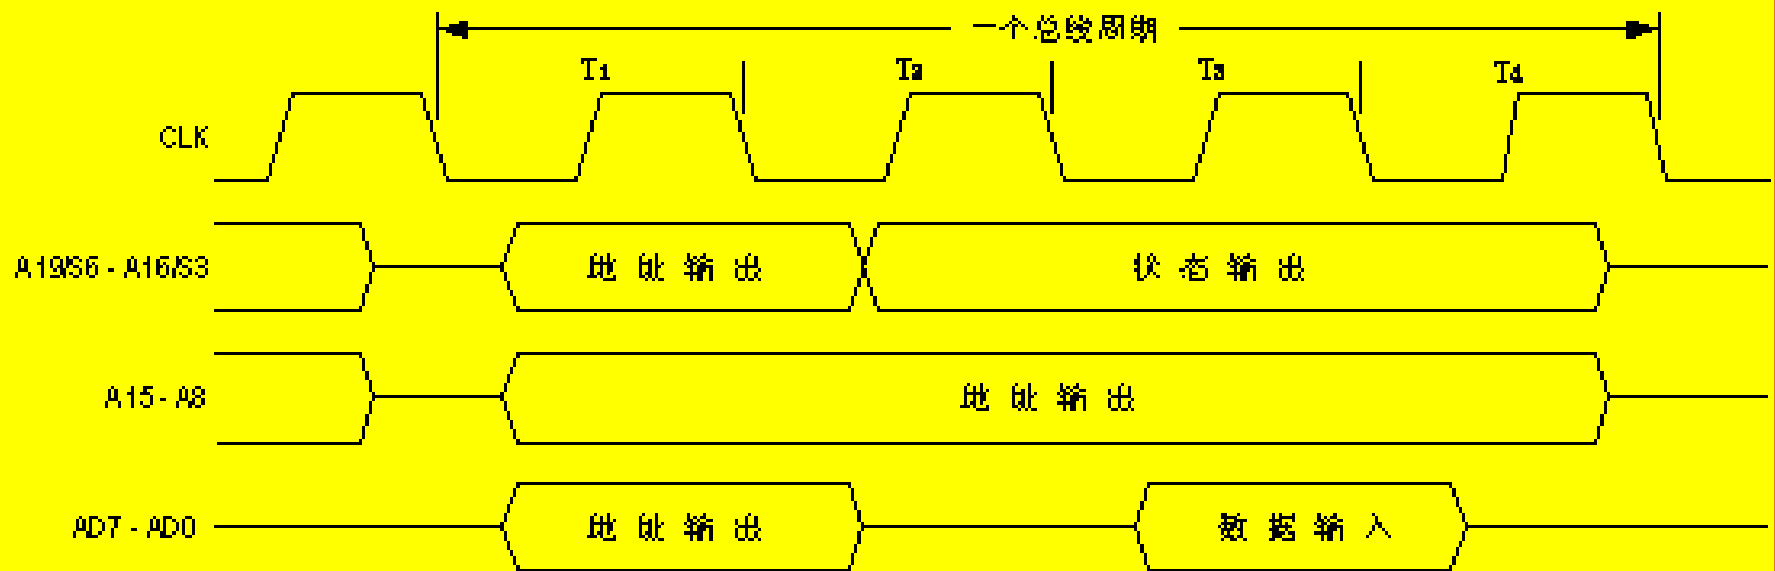 一个总线周期
T1 T2 T3 T4
CLK
A19/S6 - A16/S3 地址输出 状态输出
A15 - A8 地址输出
AD7 - AD0 地址输出 数据输入